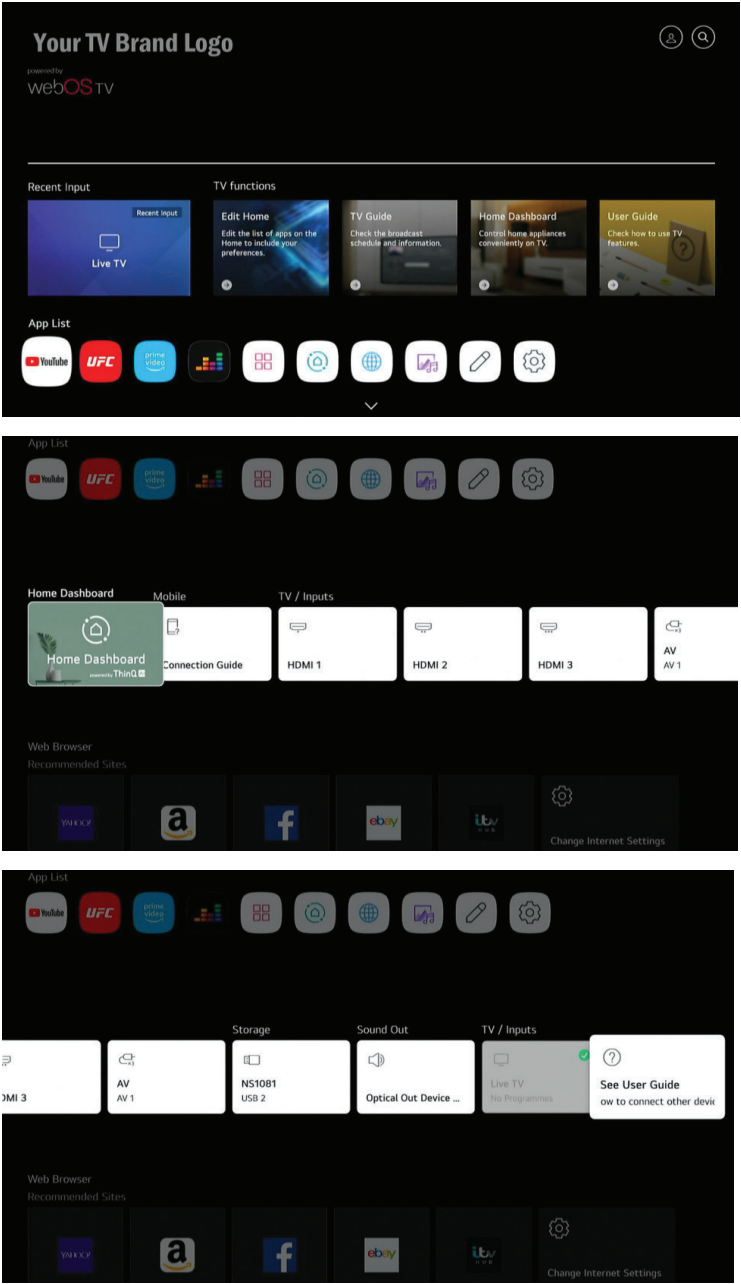 Your TV Brand Logo
powered by
webOS TV
Recent Input
TV functions
Recent Input
Live TV
Edit Home
Edit the list of apps on the
Home to include your
preferences.
TV Guide
Check the broadcast
schedule and information.
Home Dashboard
Control home appliances
conveniently on TV.
User Guide
Check how to use TV
features.
App List
YouTube
UFC
prime
video
App List
YouTube
UFC
prime
video
Home Dashboard
Mobile
TV / Inputs
Home Dashboard
powered by ThinQ
Connection Guide
HDMI 1
HDMI 2
HDMI 3
AV
AV 1
Web Browser
Recommended Sites
YAHOO!
a
f
ebay
itv
HUB
Change Internet Settings
App List
YouTube
UFC
prime
video
Storage
Sound Out
TV / Inputs
DMI 3
AV
AV 1
NS1081
USB 2
Optical Out Device ...
Live TV
No Programmes
See User Guide
ow to connect other devic
Web Browser
Recommended Sites
YAHOO!
a
f
ebay
itv
HUB
Change Internet Settings